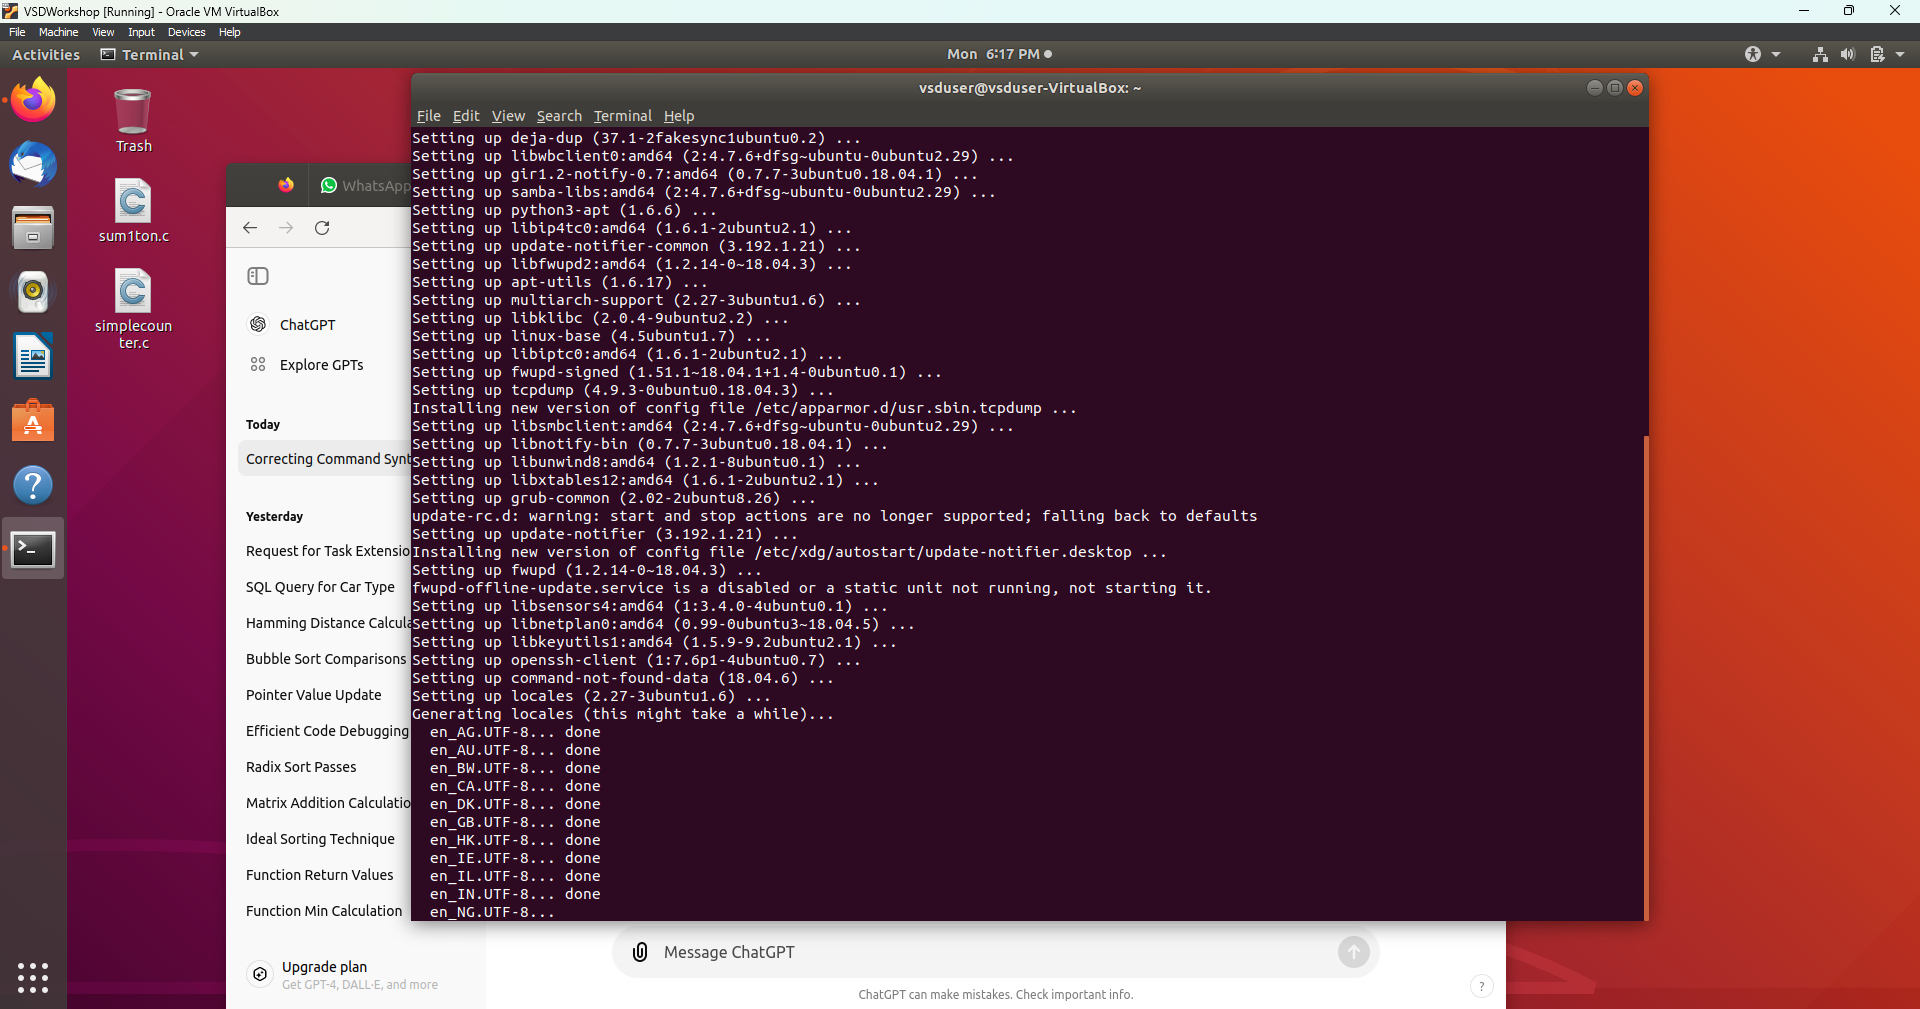 VSDWorkshop [Running] - Oracle VM VirtualBox
File Machine View Input Devices Help
Activities Terminal Mon 6:17 PM
Trash
sum1ton.c
simplecoun
ter.c
WhatsApp
ChatGPT
Explore GPTs
Today
Correcting Command Synt
Yesterday
Request for Task Extensio
SQL Query for Car Type
Hamming Distance Calcula
Bubble Sort Comparisons
Pointer Value Update
Efficient Code Debugging
Radix Sort Passes
Matrix Addition Calculatio
Ideal Sorting Technique
Function Return Values
Function Min Calculation
Upgrade plan
Get GPT-4, DALL·E, and more
vsduser@vsduser-VirtualBox: ~
File Edit View Search Terminal Help
Setting up deja-dup (37.1-2fakesync1ubuntu0.2) ...
Setting up libwbclient0:amd64 (2:4.7.6+dfsg~ubuntu-0ubuntu2.29) ...
Setting up gir1.2-notify-0.7:amd64 (0.7.7-3ubuntu0.18.04.1) ...
Setting up samba-libs:amd64 (2:4.7.6+dfsg~ubuntu-0ubuntu2.29) ...
Setting up python3-apt (1.6.6) ...
Setting up libip4tc0:amd64 (1.6.1-2ubuntu2.1) ...
Setting up update-notifier-common (3.192.1.21) ...
Setting up libfwupd2:amd64 (1.2.14-0~18.04.3) ...
Setting up apt-utils (1.6.17) ...
Setting up multiarch-support (2.27-3ubuntu1.6) ...
Setting up libklibc (2.0.4-9ubuntu2.2) ...
Setting up linux-base (4.5ubuntu1.7) ...
Setting up libiptc0:amd64 (1.6.1-2ubuntu2.1) ...
Setting up fwupd-signed (1.51.1~18.04.1+1.4-0ubuntu0.1) ...
Setting up tcpdump (4.9.3-0ubuntu0.18.04.3) ...
Installing new version of config file /etc/apparmor.d/usr.sbin.tcpdump ...
Setting up libsmbclient:amd64 (2:4.7.6+dfsg~ubuntu-0ubuntu2.29) ...
Setting up libnotify-bin (0.7.7-3ubuntu0.18.04.1) ...
Setting up libunwind8:amd64 (1.2.1-8ubuntu0.1) ...
Setting up libxtables12:amd64 (1.6.1-2ubuntu2.1) ...
Setting up grub-common (2.02-2ubuntu8.26) ...
update-rc.d: warning: start and stop actions are no longer supported; falling back to defaults
Setting up update-notifier (3.192.1.21) ...
Installing new version of config file /etc/xdg/autostart/update-notifier.desktop ...
Setting up fwupd (1.2.14-0~18.04.3) ...
fwupd-offline-update.service is a disabled or a static unit not running, not starting it.
Setting up libsensors4:amd64 (1:3.4.0-4ubuntu0.1) ...
Setting up libnetplan0:amd64 (0.99-0ubuntu3~18.04.5) ...
Setting up libkeyutils1:amd64 (1.5.9-9.2ubuntu2.1) ...
Setting up openssh-client (1:7.6p1-4ubuntu0.7) ...
Setting up command-not-found-data (18.04.6) ...
Setting up locales (2.27-3ubuntu1.6) ...
Generating locales (this might take a while)...
en_AG.UTF-8... done
en_AU.UTF-8... done
en_BW.UTF-8... done
en_CA.UTF-8... done
en_DK.UTF-8... done
en_GB.UTF-8... done
en_HK.UTF-8... done
en_IE.UTF-8... done
en_IL.UTF-8... done
en_IN.UTF-8... done
en_NG.UTF-8...
Message ChatGPT
ChatGPT can make mistakes. Check important info.
?